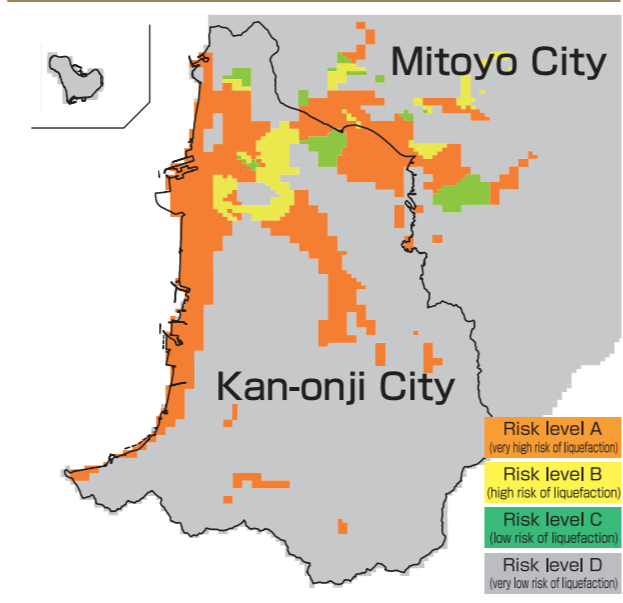 Mitoyo City
Kan-onji City
Risk level A
(very high risk of liquefaction)
Risk level B
(high risk of liquefaction)
Risk level C
(low risk of liquefaction)
Risk level D
(very low risk of liquefaction)